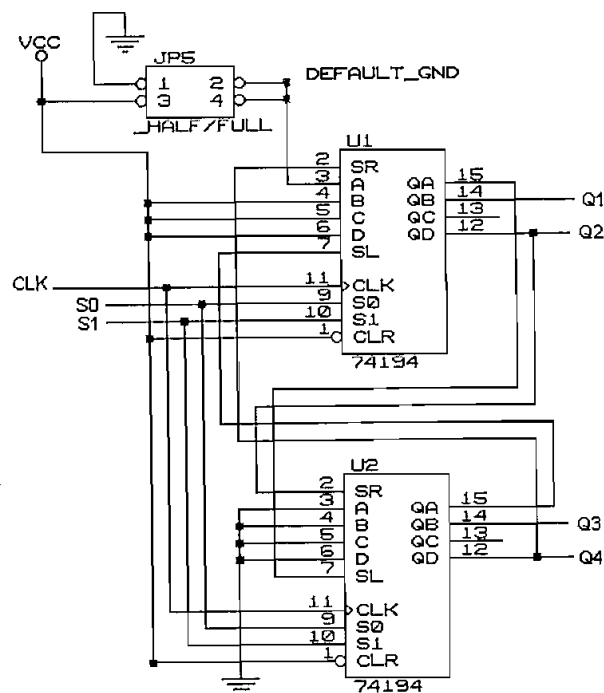 VCC
JP5
1 2
3 4
DEFAULT_GND
_HALF/FULL
U1
2 SR QA 15
3 A QB 14 Q1
4 B QC 13
5 C QD 12 Q2
6 D
7 SL
CLK 11 CLK
S0 9 S0
S1 10 S1
1 CLR
74194
U2
2 SR QA 15
3 A QB 14 Q3
4 B QC 13
5 C QD 12 Q4
6 D
7 SL
11 CLK
9 S0
10 S1
1 CLR
74194